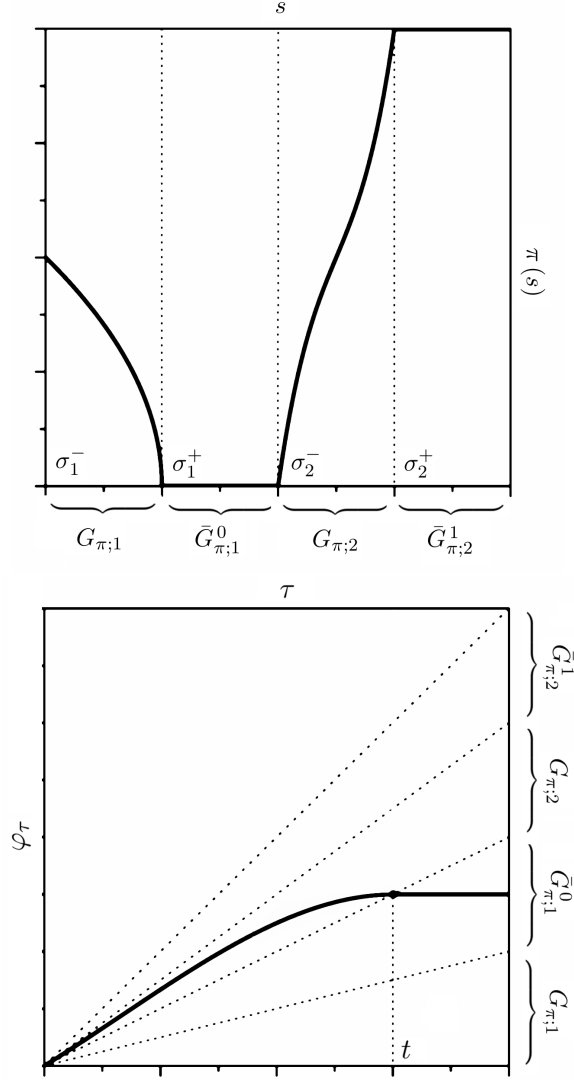 s
π(s)
σ₁⁻ σ₁⁺ σ₂⁻ σ₂⁺
G_{π;1} Ḡ⁰_{π;1} G_{π;2} Ḡ¹_{π;2}
τ
Ḡ¹_{π;2}
G_{π;2}
φ_τ
Ḡ⁰_{π;1}
G_{π;1}
t